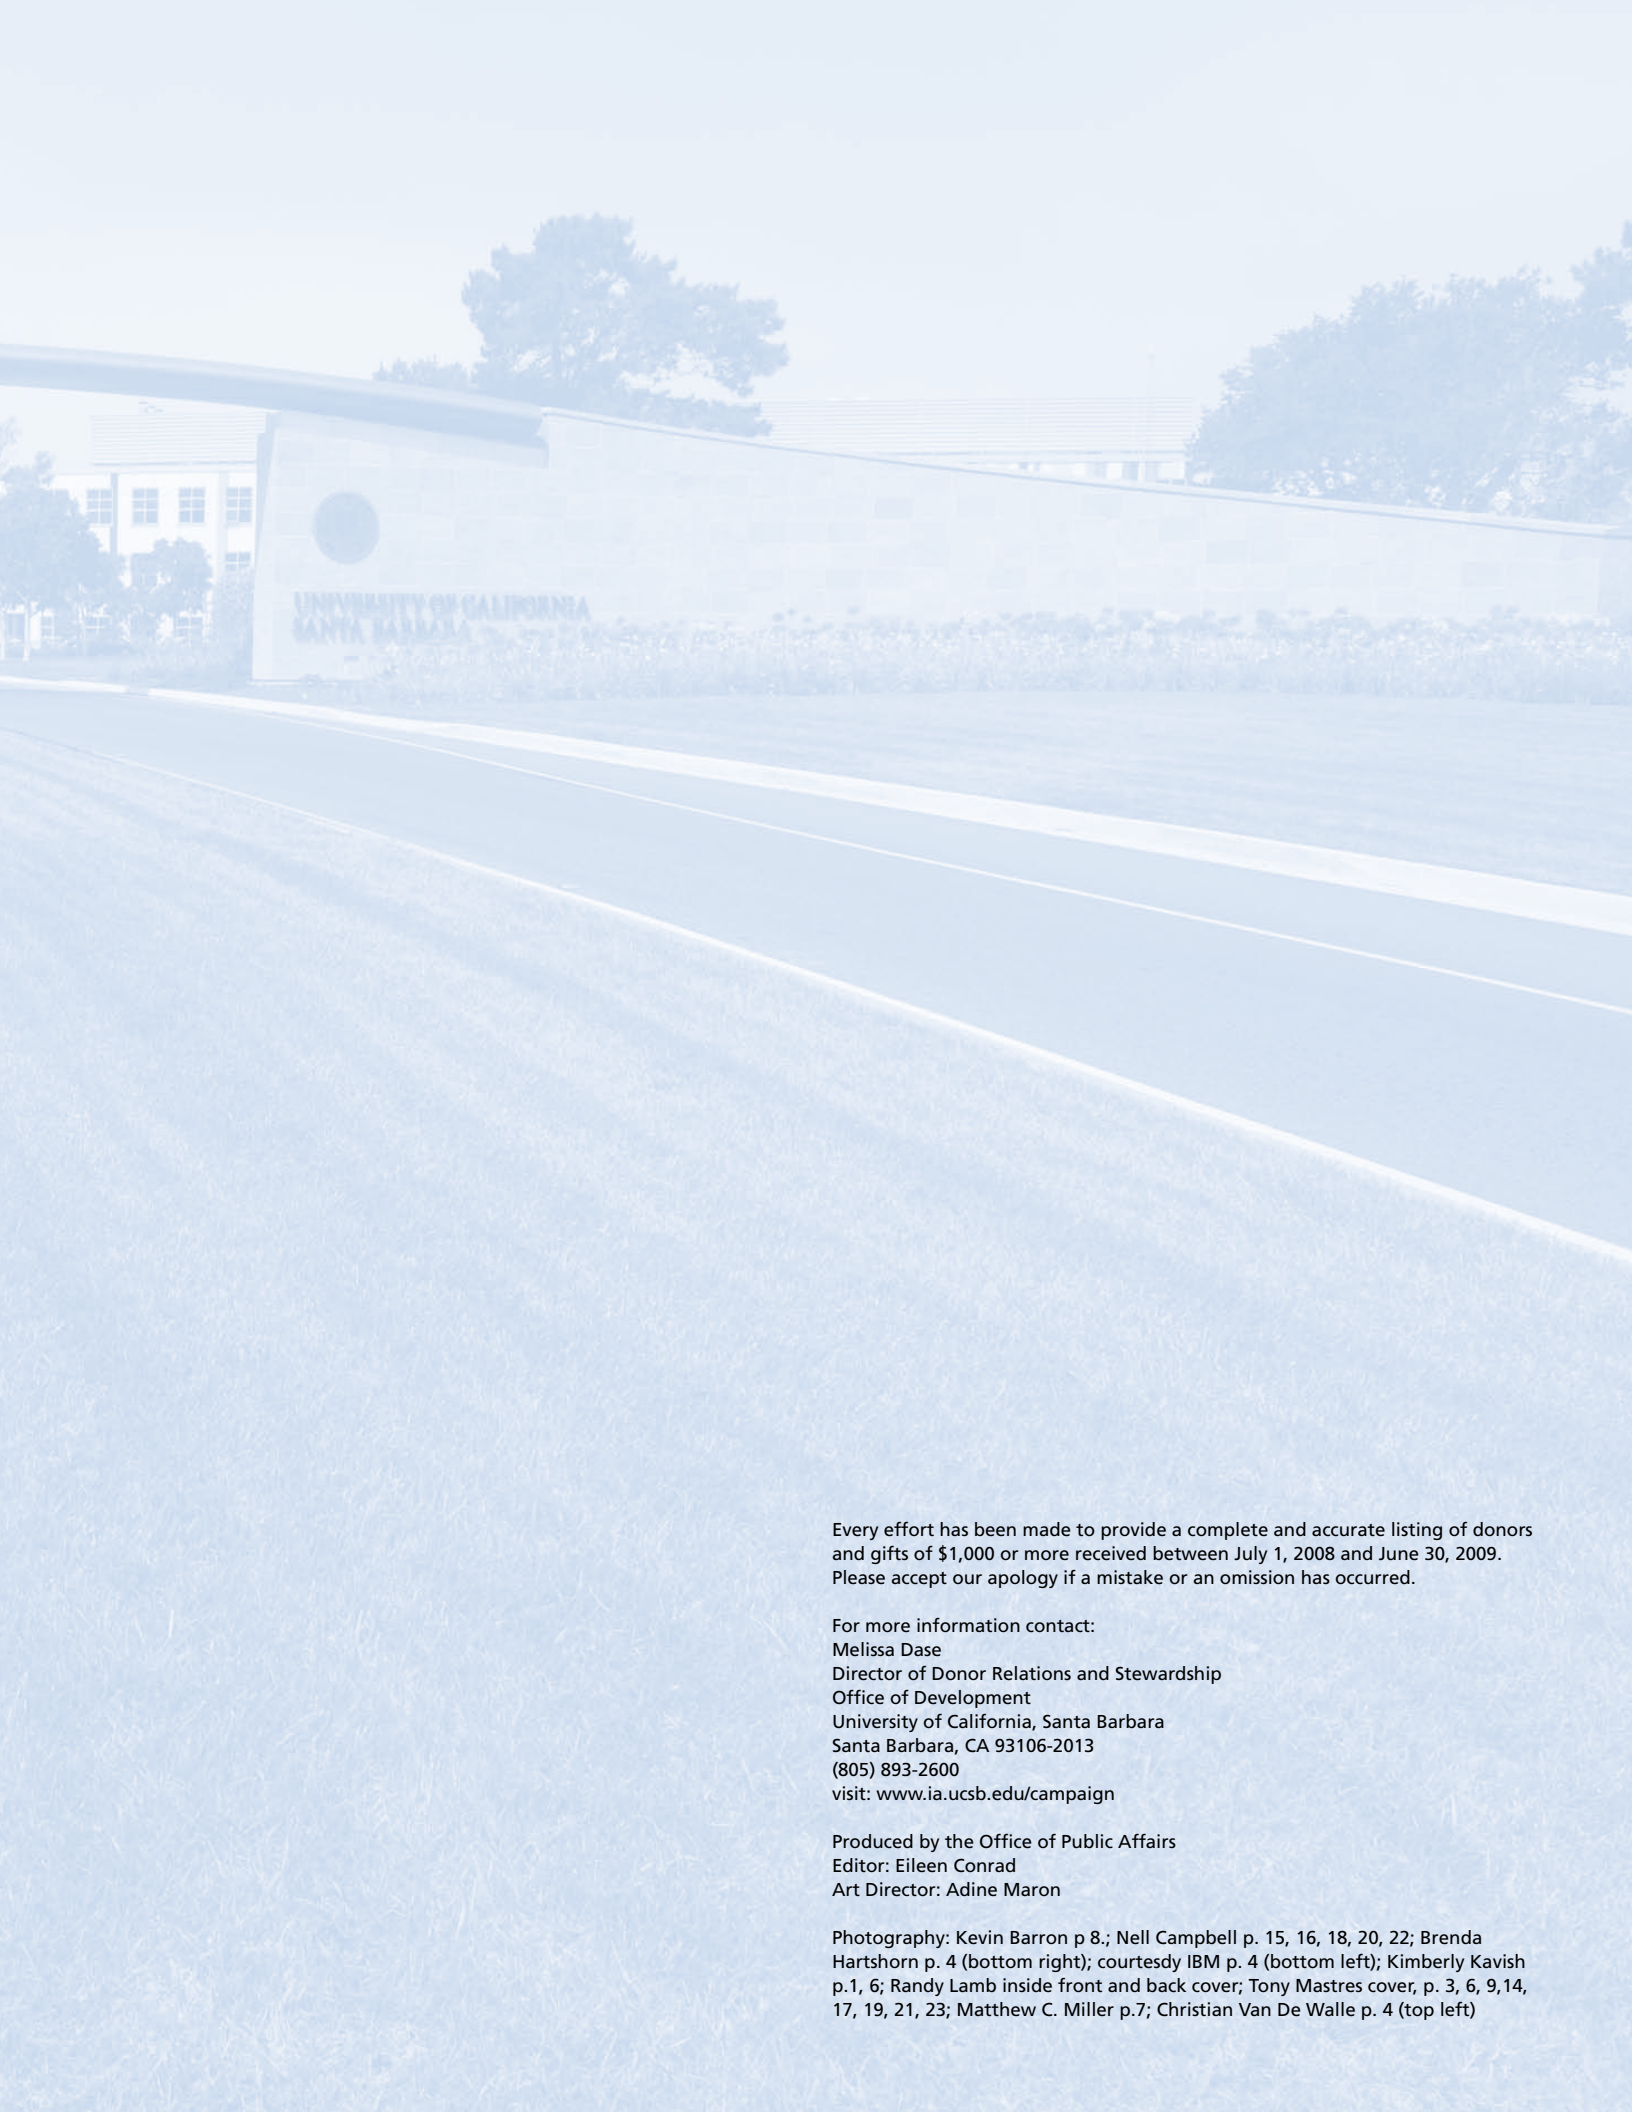 UNIVERSITY OF CALIFORNIA
SANTA BARBARA
Every effort has been made to provide a complete and accurate listing of donors
and gifts of $1,000 or more received between July 1, 2008 and June 30, 2009.
Please accept our apology if a mistake or an omission has occurred.
For more information contact:
Melissa Dase
Director of Donor Relations and Stewardship
Office of Development
University of California, Santa Barbara
Santa Barbara, CA 93106-2013
(805) 893-2600
visit: www.ia.ucsb.edu/campaign
Produced by the Office of Public Affairs
Editor: Eileen Conrad
Art Director: Adine Maron
Photography: Kevin Barron p 8.; Nell Campbell p. 15, 16, 18, 20, 22; Brenda
Hartshorn p. 4 (bottom right); courtesdy IBM p. 4 (bottom left); Kimberly Kavish
p.1, 6; Randy Lamb inside front and back cover; Tony Mastres cover, p. 3, 6, 9,14,
17, 19, 21, 23; Matthew C. Miller p.7; Christian Van De Walle p. 4 (top left)